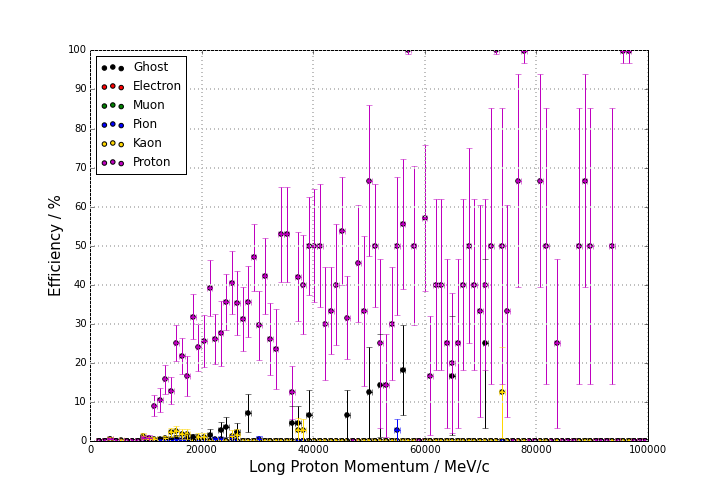 100
90
80
70
60
50
40
30
20
10
0
Efficiency / %
Ghost
Electron
Muon
Pion
Kaon
Proton
0 20000 40000 60000 80000 100000
Long Proton Momentum / MeV/c